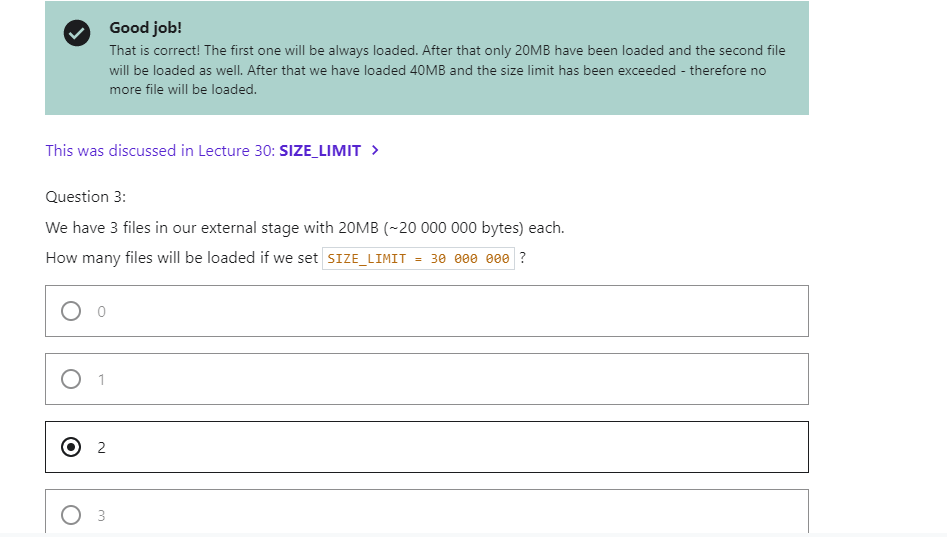 Good job!
That is correct! The first one will be always loaded. After that only 20MB have been loaded and the second file
will be loaded as well. After that we have loaded 40MB and the size limit has been exceeded - therefore no
more file will be loaded.
This was discussed in Lecture 30: SIZE_LIMIT >
Question 3:
We have 3 files in our external stage with 20MB (~20 000 000 bytes) each.
How many files will be loaded if we set SIZE_LIMIT = 30 000 000 ?
0
1
2
3